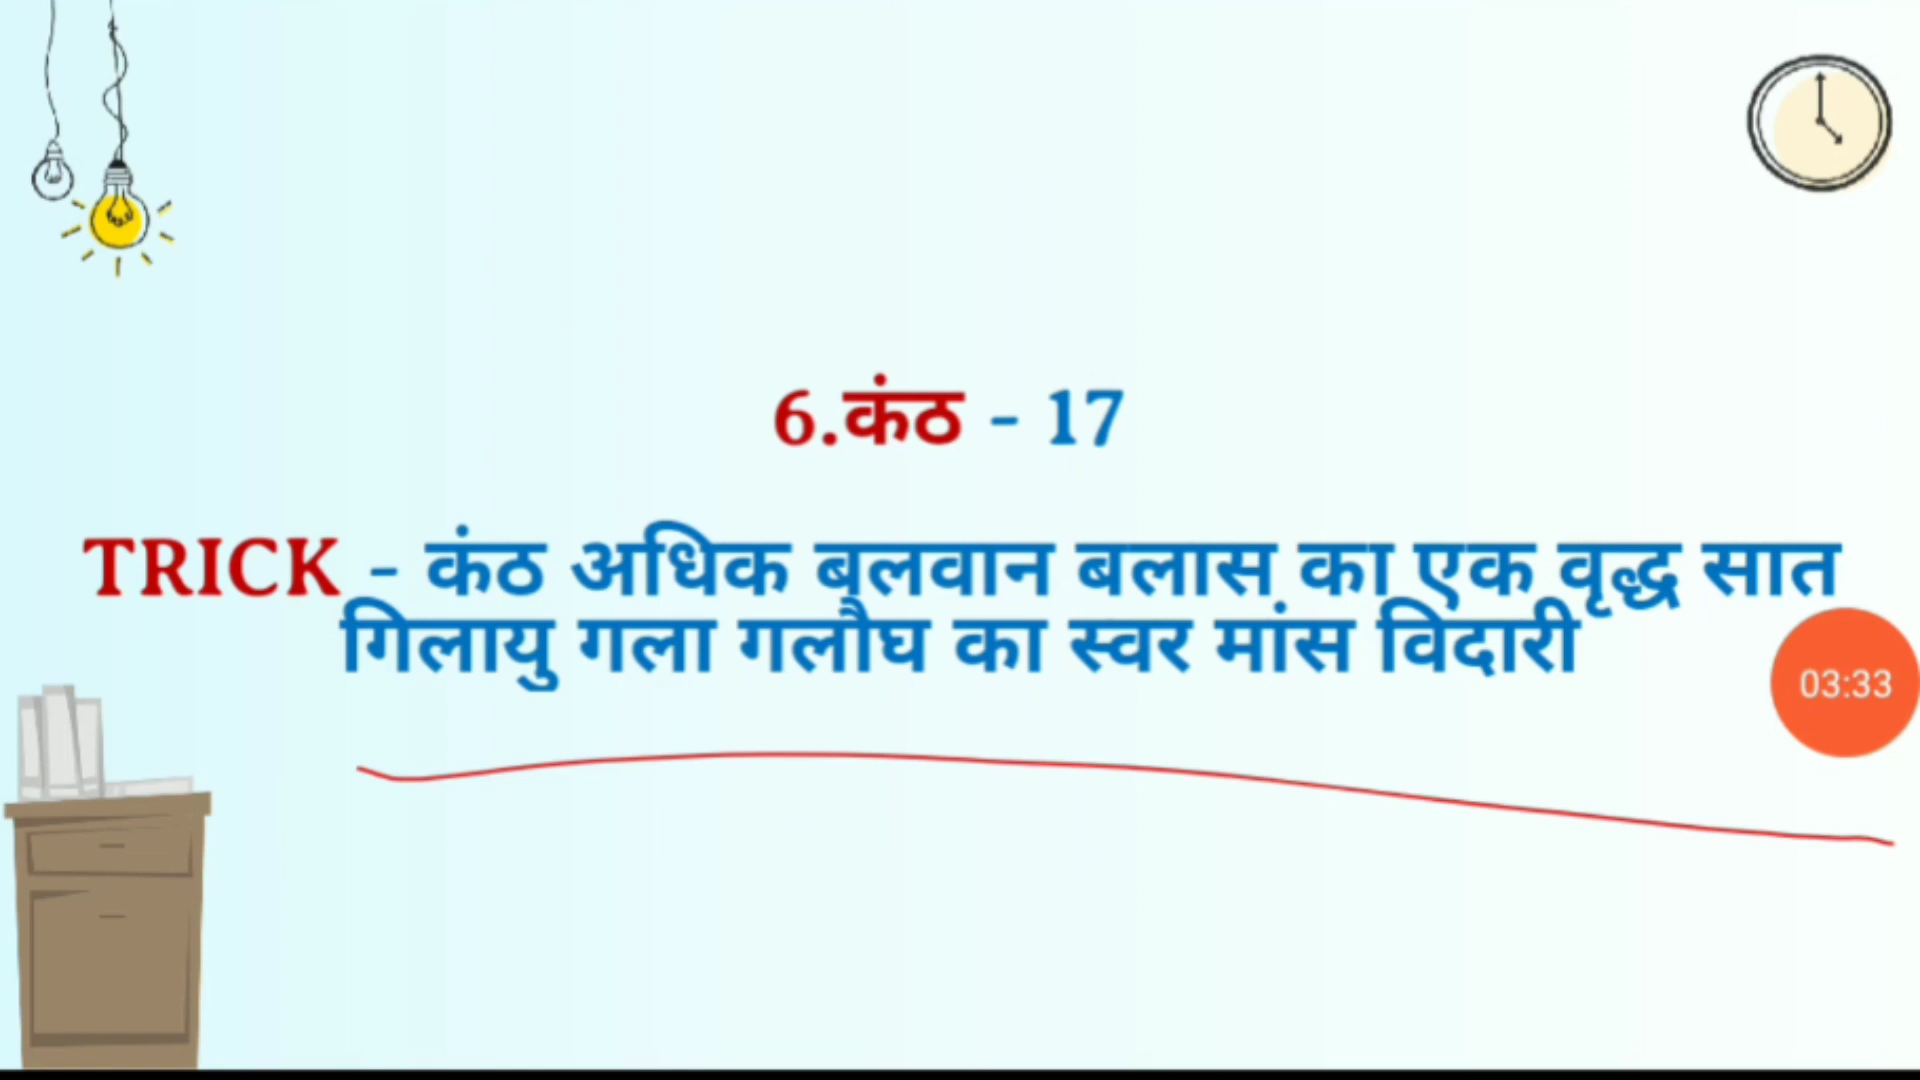 6.कंठ - 17
TRICK - कंठ अधिक बलवान बलास का एक वृद्ध सात
गिलायु गला गलौघ का स्वर मांस विदारी
03:33